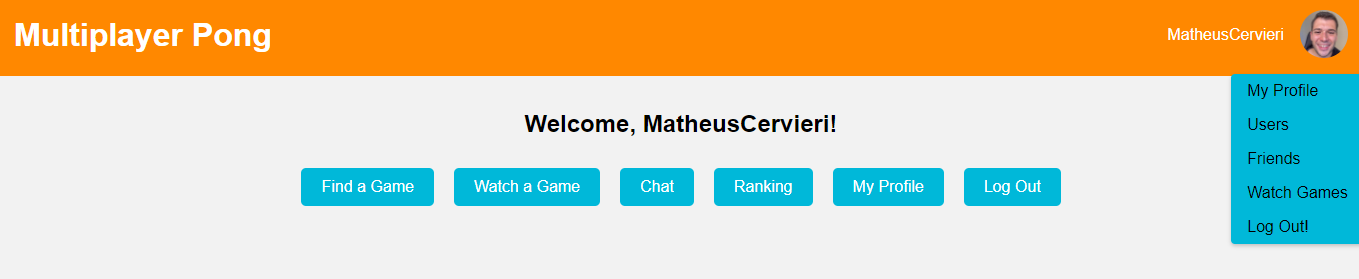 Multiplayer Pong
MatheusCervieri
My Profile
Users
Friends
Watch Games
Log Out!
Welcome, MatheusCervieri!
Find a Game
Watch a Game
Chat
Ranking
My Profile
Log Out